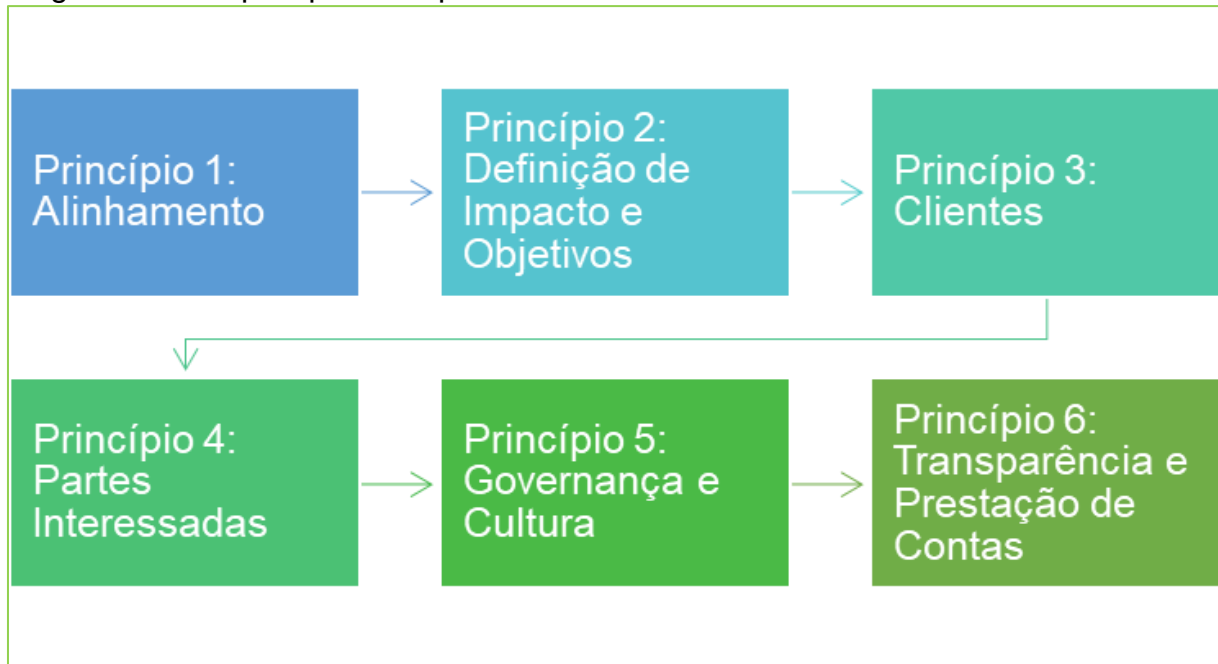 Princípio 1:
Alinhamento
Princípio 2:
Definição de
Impacto e
Objetivos
Princípio 3:
Clientes
Princípio 4:
Partes
Interessadas
Princípio 5:
Governança e
Cultura
Princípio 6:
Transparência e
Prestação de
Contas